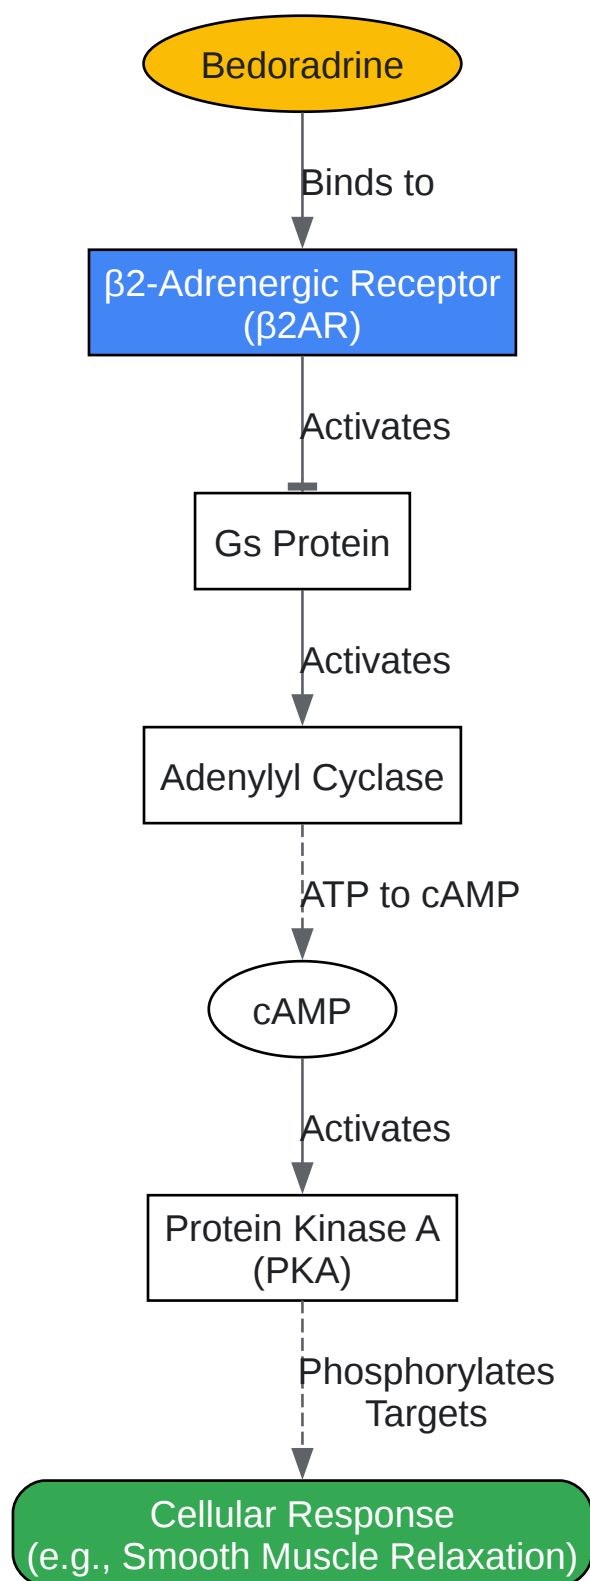 Bedoradrine
Binds to
β2-Adrenergic Receptor
(β2AR)
Activates
Gs Protein
Activates
Adenylyl Cyclase
ATP to cAMP
cAMP
Activates
Protein Kinase A
(PKA)
Phosphorylates
Targets
Cellular Response
(e.g., Smooth Muscle Relaxation)